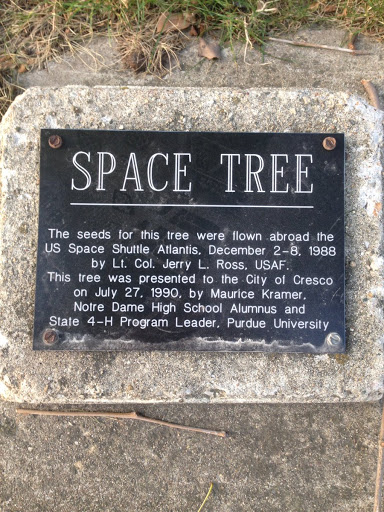 SPACE TREE
The seeds for this tree were flown abroad the
US Space Shuttle Atlantis, December 2-8, 1988
by Lt. Col. Jerry L. Ross, USAF.
This tree was presented to the City of Cresco
on July 27, 1990, by Maurice Kramer,
Notre Dame High School Alumnus and
State 4-H Program Leader, Purdue University